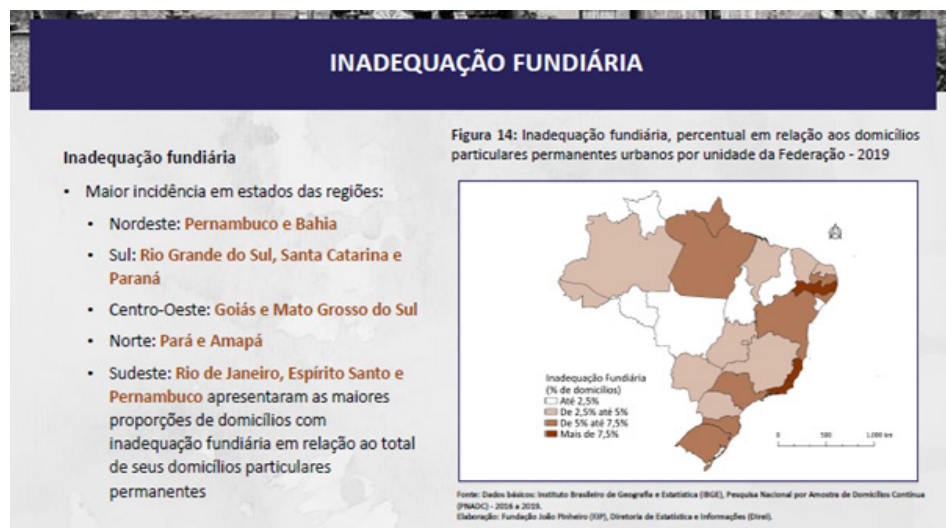 INADEQUAÇÃO FUNDIÁRIA
Inadequação fundiária
• Maior incidência em estados das regiões:
• Nordeste: Pernambuco e Bahia
• Sul: Rio Grande do Sul, Santa Catarina e
Paraná
• Centro-Oeste: Goiás e Mato Grosso do Sul
• Norte: Pará e Amapá
• Sudeste: Rio de Janeiro, Espírito Santo e
Pernambuco apresentaram as maiores
proporções de domicílios com
inadequação fundiária em relação ao total
de seus domicílios particulares
permanentes
Figura 14: Inadequação fundiária, percentual em relação aos domicílios
particulares permanentes urbanos por unidade da Federação - 2019
Inadequação Fundiária
(% de domicílios)
Até 2,5%
De 2,5% até 5%
De 5% até 7,5%
Mais de 7,5%
0 500 1,000 km
Fonte: Dados básicos: Instituto Brasileiro de Geografia e Estatística (IBGE), Pesquisa Nacional por Amostra de Domicílios Contínua
(PNADC) - 2016 a 2019.
Elaboração: Fundação João Pinheiro (FJP), Diretoria de Estatística e Informações (Direi).